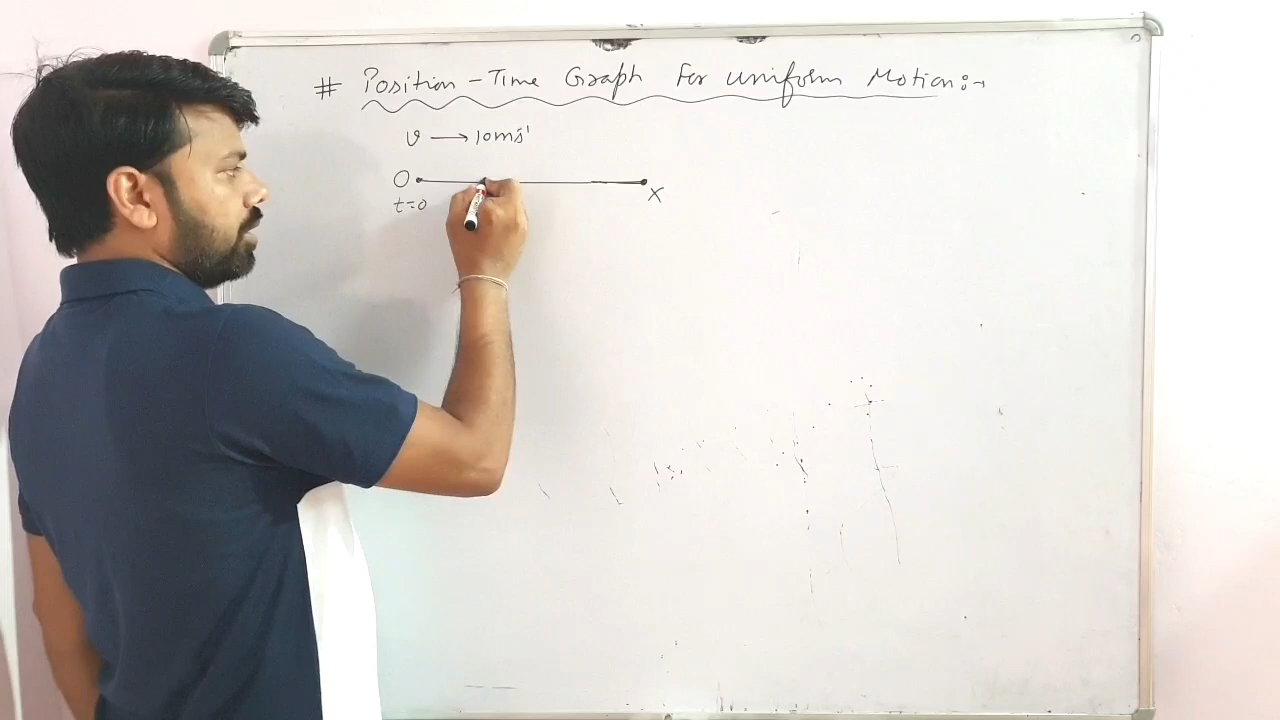 # Position - Time Graph For Uniform Motion:-
v → 10ms⁻¹
O X
t=0